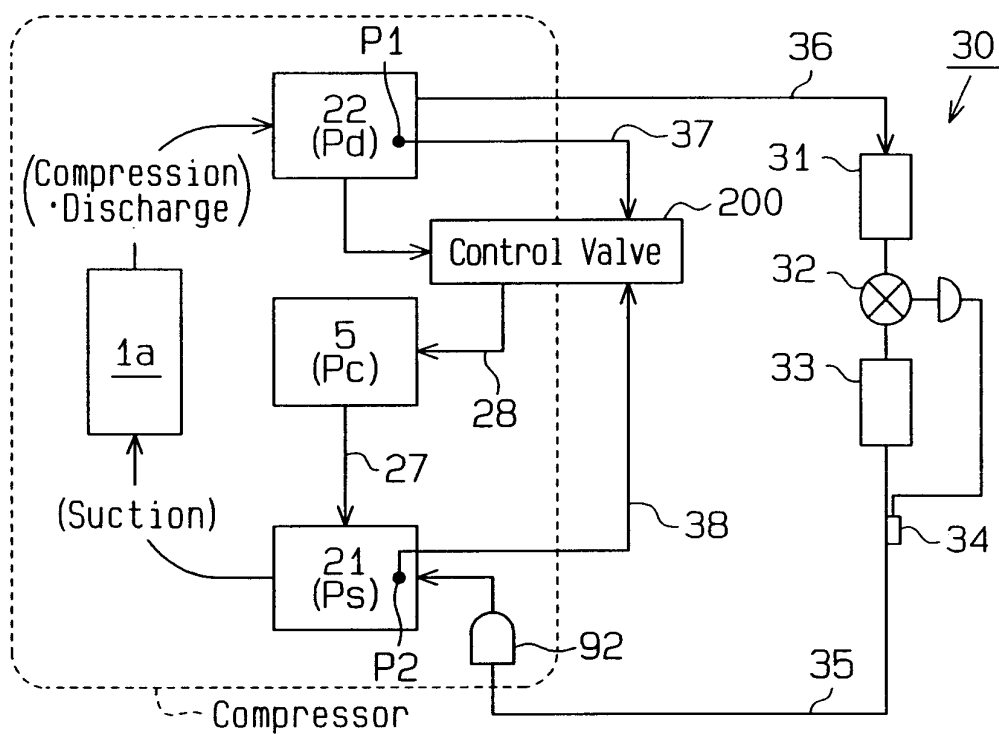 P1
36
30
22
(Pd)
37
31
(Compression
·Discharge)
200
Control Valve
32
1a
5
(Pc)
33
28
27
(Suction)
38
34
21
(Ps)
92
P2
35
Compressor